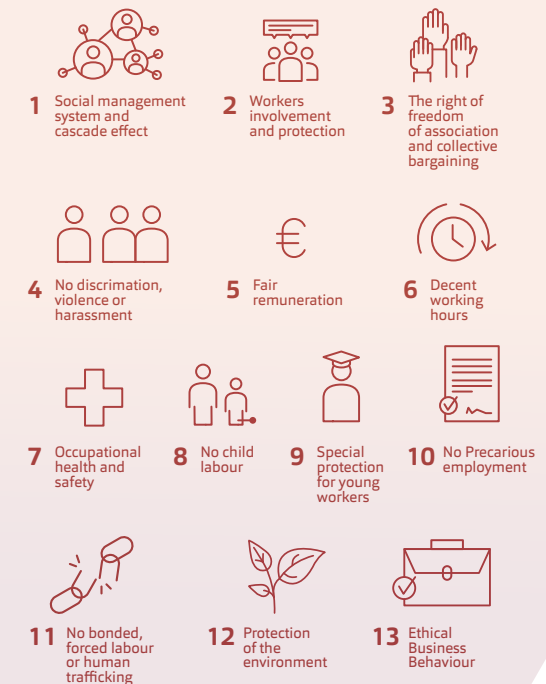 1 Social management
system and
cascade effect
2 Workers
involvement
and protection
3 The right of
freedom
of association
and collective
bargaining
4 No discrimation,
violence or
harassment
€
5 Fair
remuneration
6 Decent
working
hours
7 Occupational
health and
safety
8 No child
labour
9 Special
protection
for young
workers
10 No Precarious
employment
11 No bonded,
forced labour
or human
trafficking
12 Protection
of the
environment
13 Ethical
Business
Behaviour